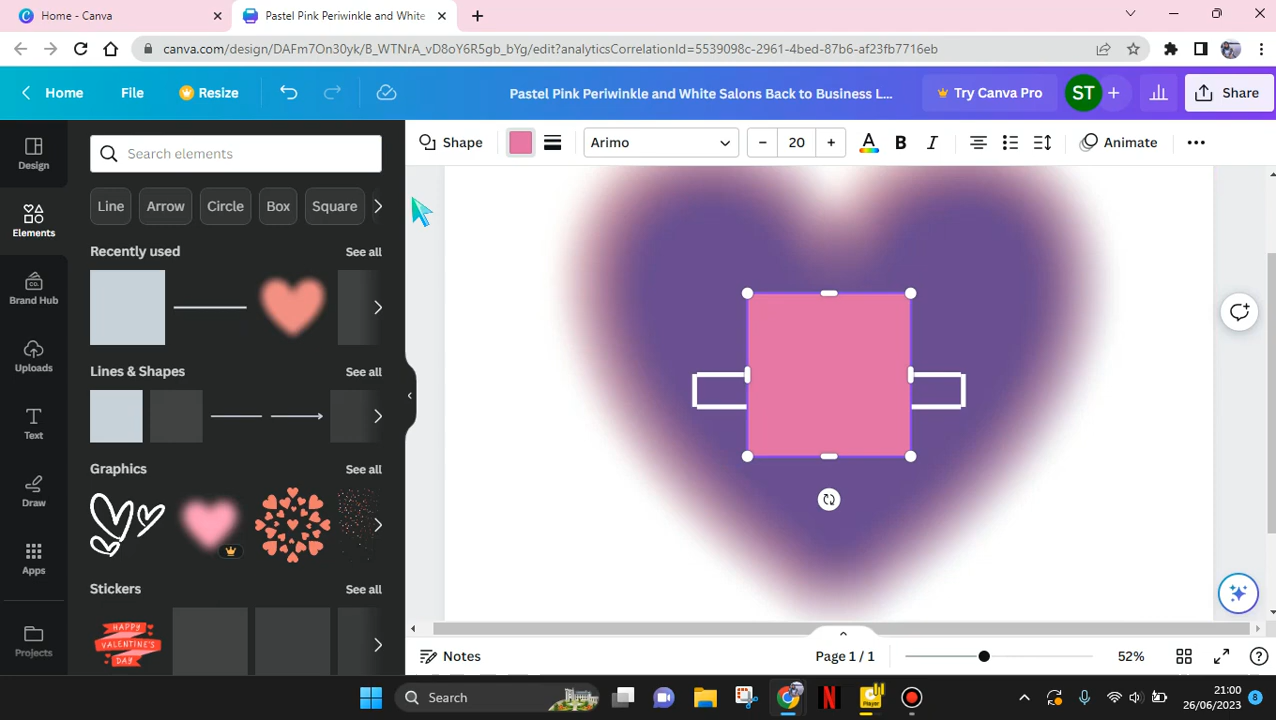 Home - Canva
Pastel Pink Periwinkle and White
canva.com/design/DAFm7On30yk/B_WTNrA_vD8oY6R5gb_bYg/edit?analyticsCorrelationId=5539098c-2961-4bed-87b6-af23fb7716eb
Home
File
Resize
Pastel Pink Periwinkle and White Salons Back to Business L...
Try Canva Pro
ST
Share
Design
Elements
Brand Hub
Uploads
Text
Draw
Apps
Projects
Search elements
Line
Arrow
Circle
Box
Square
Recently used
See all
Lines & Shapes
See all
Graphics
See all
Stickers
See all
HAPPY
VALENTINE'S
DAY
Shape
Arimo
20
A
B
I
Animate
Notes
Page 1 / 1
52%
Search
Player
21:00
26/06/2023
8